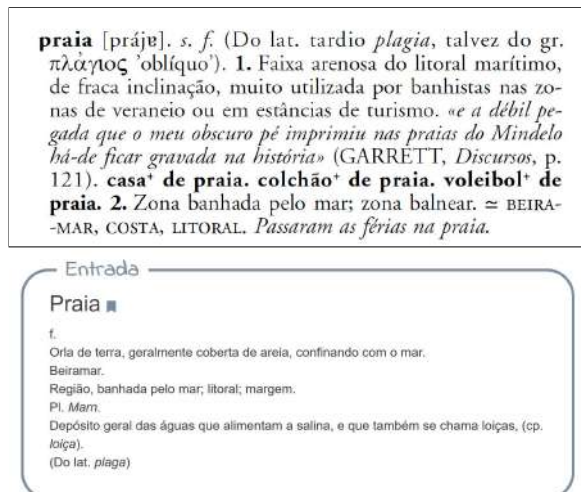 praia [prájɐ]. s. f. (Do lat. tardio plagia, talvez do gr.
πλάγιος 'oblíquo'). 1. Faixa arenosa do litoral marítimo,
de fraca inclinação, muito utilizada por banhistas nas zo-
nas de veraneio ou em estâncias de turismo. «e a débil pe-
gada que o meu obscuro pé imprimiu nas praias do Mindelo
há-de ficar gravada na história» (GARRETT, Discursos, p.
121). casa⁺ de praia. colchão⁺ de praia. voleibol⁺ de
praia. 2. Zona banhada pelo mar; zona balnear. ≃ BEIRA-
-MAR, COSTA, LITORAL. Passaram as férias na praia.
Entrada
Praia
f.
Orla de terra, geralmente coberta de areia, confinando com o mar.
Beiramar.
Região, banhada pelo mar; litoral; margem.
Pl. Mam.
Depósito geral das águas que alimentam a salina, e que também se chama loiças, (cp.
loiça).
(Do lat. plaga)